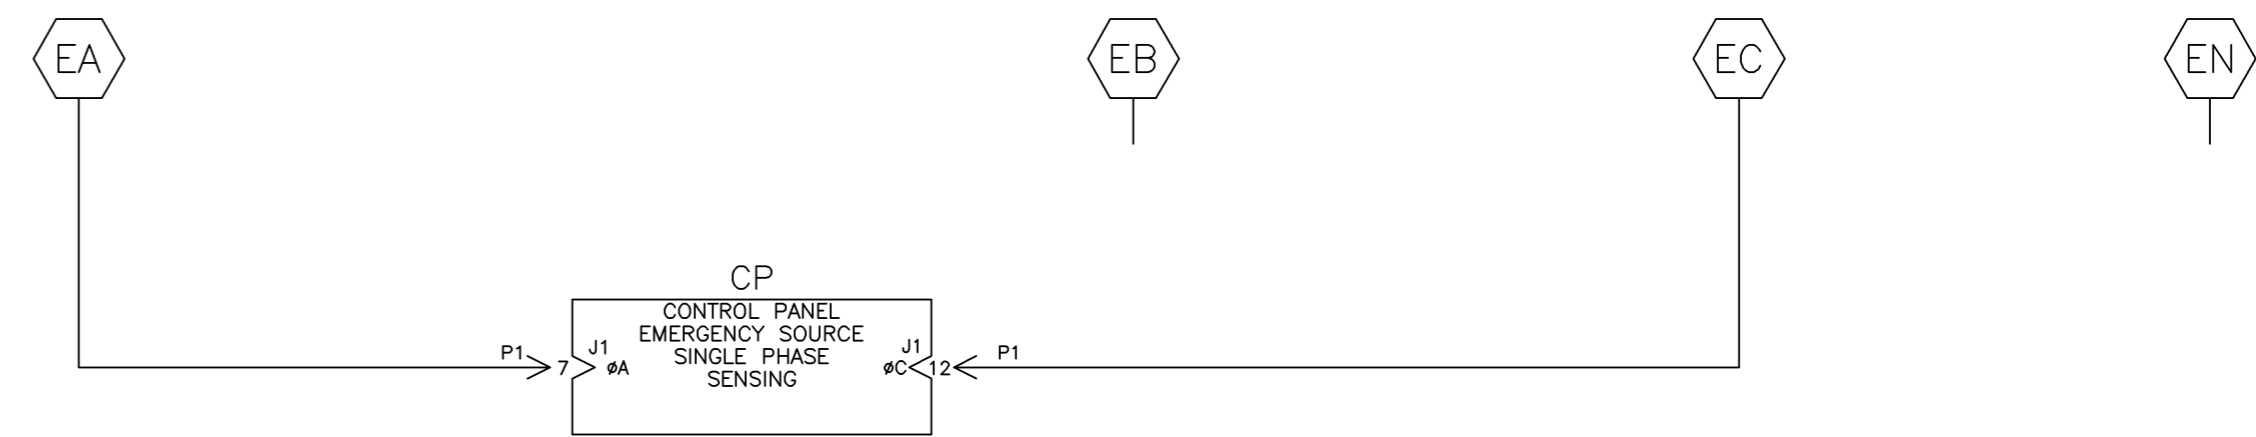 EA
EB
EC
EN
CP
CONTROL PANEL
EMERGENCY SOURCE
SINGLE PHASE
SENSING
P1
7
J1
øA
J1
øC
12
P1